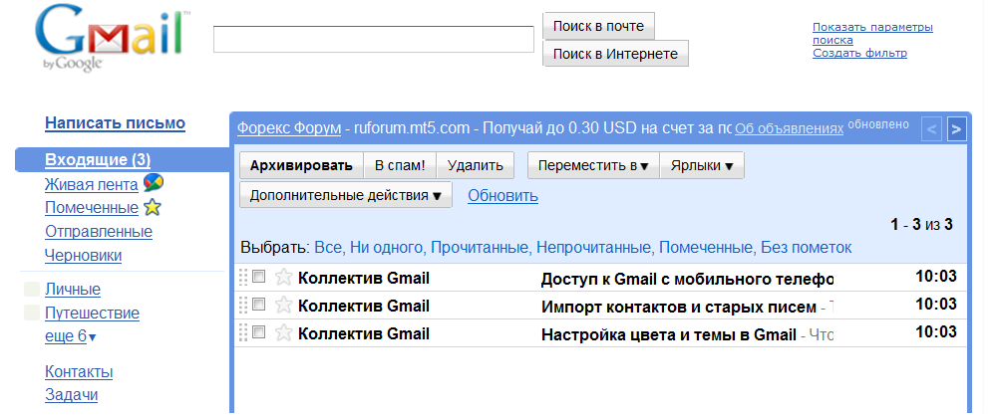 Gmail™
by Google
Поиск в почте
Поиск в Интернете
Показать параметры
поиска
Создать фильтр
Написать письмо
Входящие (3)
Живая лента
Помеченные
Отправленные
Черновики
Личные
Путешествие
еще 6▾
Контакты
Задачи
Форекс Форум - ruforum.mt5.com - Получай до 0.30 USD на счет за по Об объявлениях обновлено < >
Архивировать В спам! Удалить Переместить в ▾ Ярлыки ▾
Дополнительные действия ▾ Обновить
1 - 3 из 3
Выбрать: Все, Ни одного, Прочитанные, Непрочитанные, Помеченные, Без пометок
Коллектив Gmail Доступ к Gmail с мобильного телефо 10:03
Коллектив Gmail Импорт контактов и старых писем - 10:03
Коллектив Gmail Настройка цвета и темы в Gmail - Что 10:03